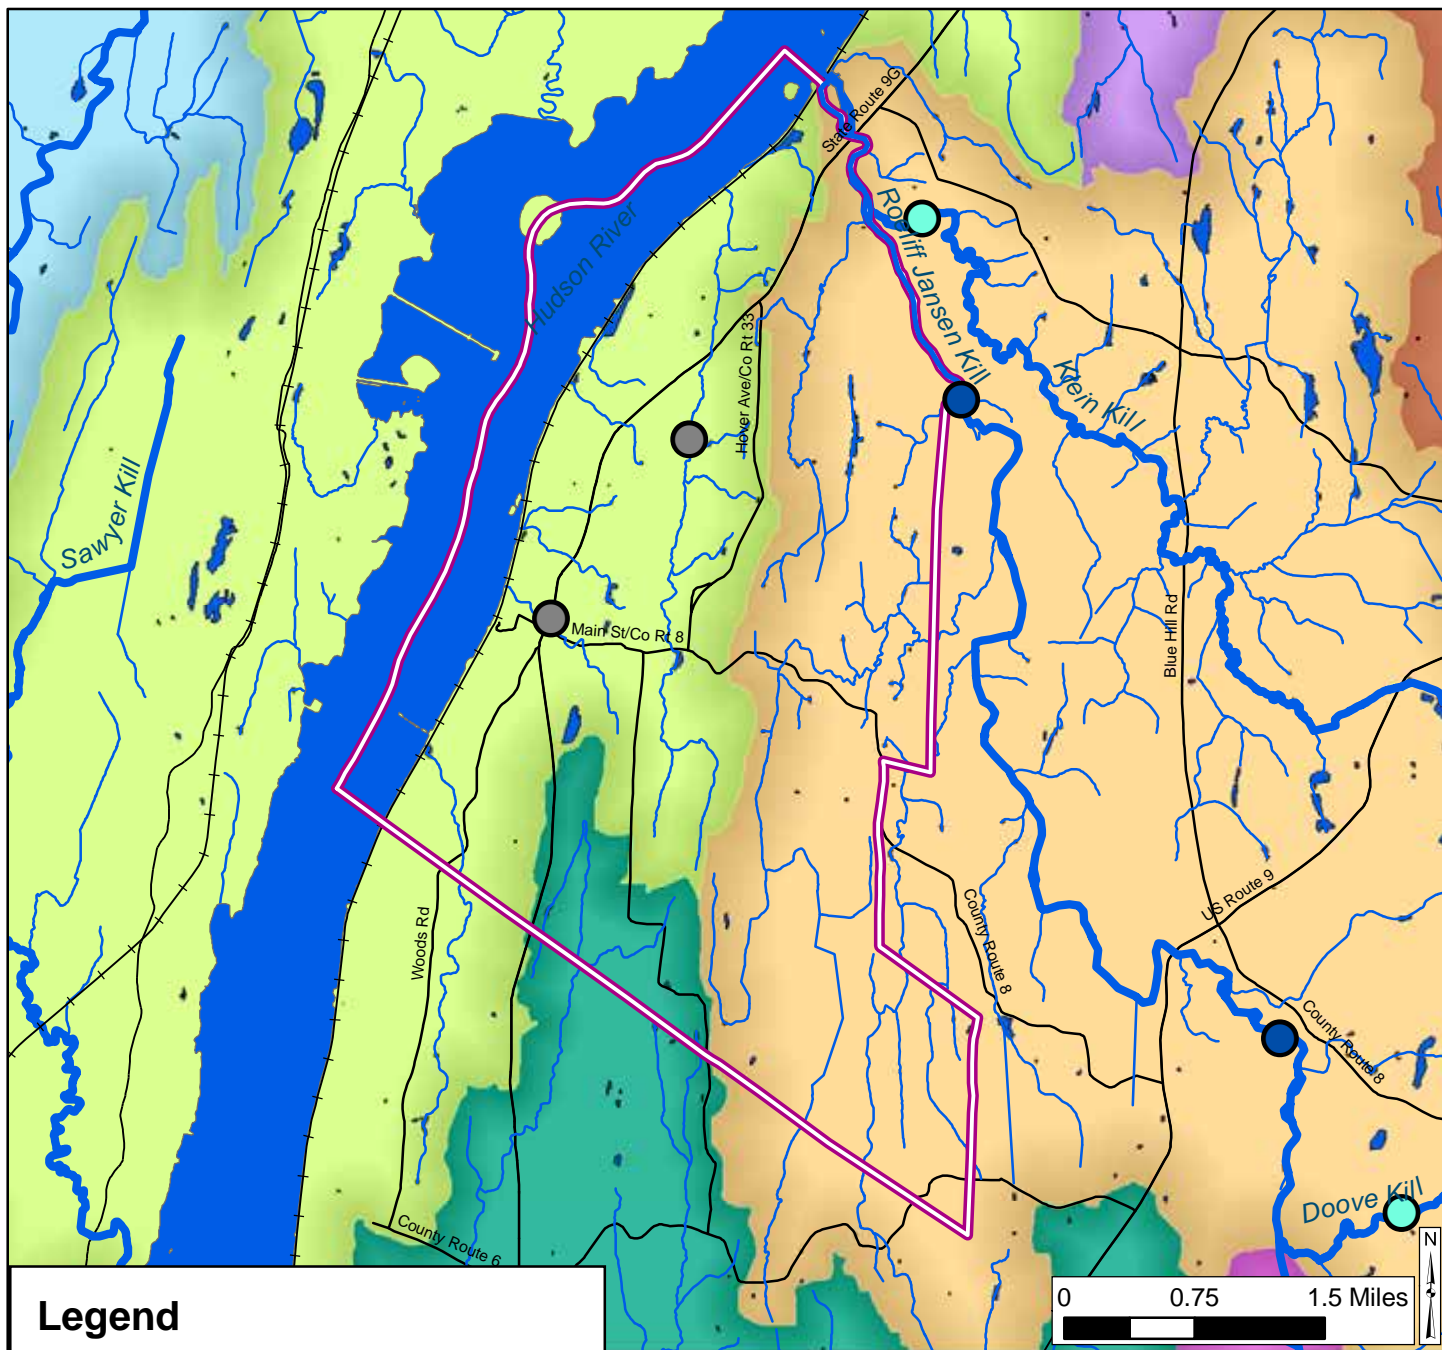 State Route 9G
Roeliff Jansen Kill
Hudson River
Hover Ave/Co Rt 33
Klein Kill
Sawyer Kill
Main St/Co Rt 8
Blue Hill Rd
US Route 9
County Route 8
Woods Rd
County Route 8
Doove Kill
County Route 6
N
0 0.75 1.5 Miles
Legend